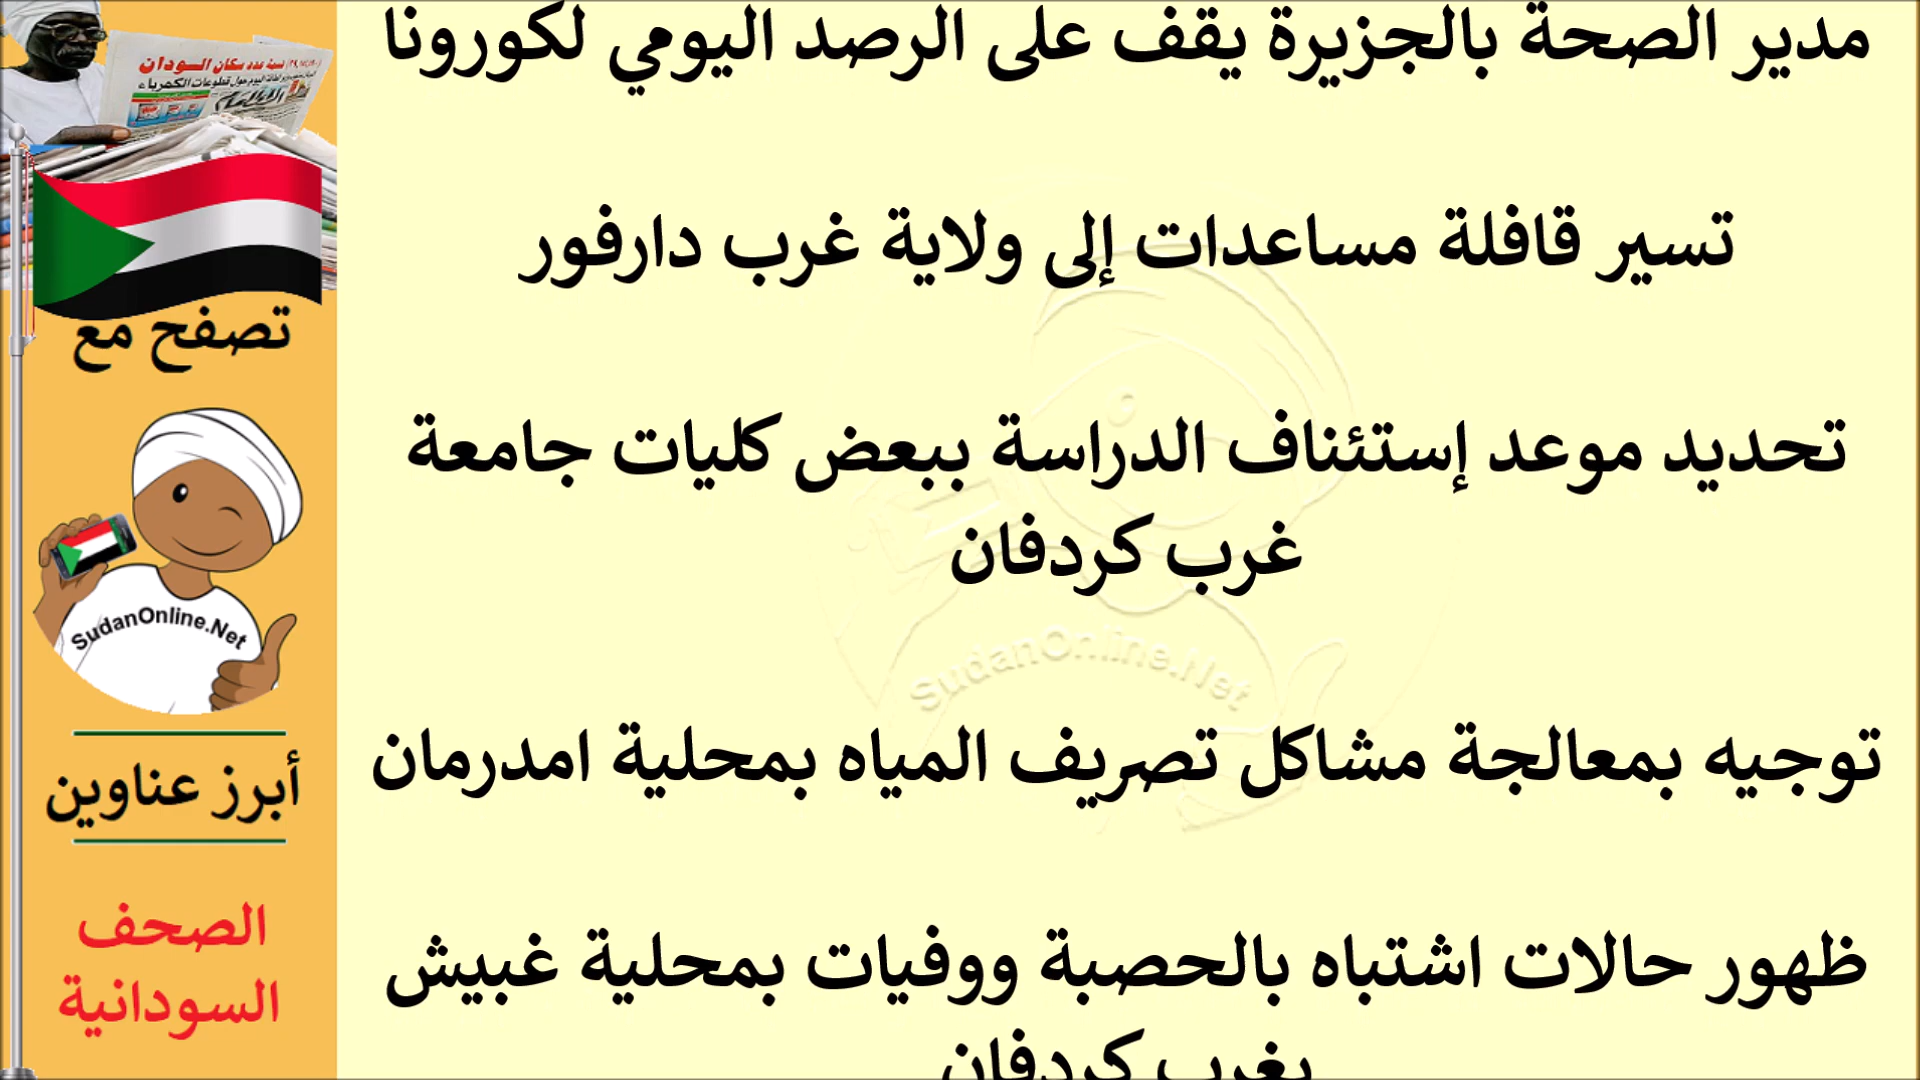 مدير الصحة بالجزيرة يقف على الرصد اليومي لكورونا
تسير قافلة مساعدات إلى ولاية غرب دارفور
تحديد موعد إستئناف الدراسة ببعض كليات جامعة
غرب كردفان
توجيه بمعالجة مشاكل تصريف المياه بمحلية امدرمان
ظهور حالات اشتباه بالحصبة ووفيات بمحلية غبيش
بغرب كردفان
تصفح مع
SudanOnline.Net
أبرز عناوين
الصحف
السودانية
SudanOnline.Net